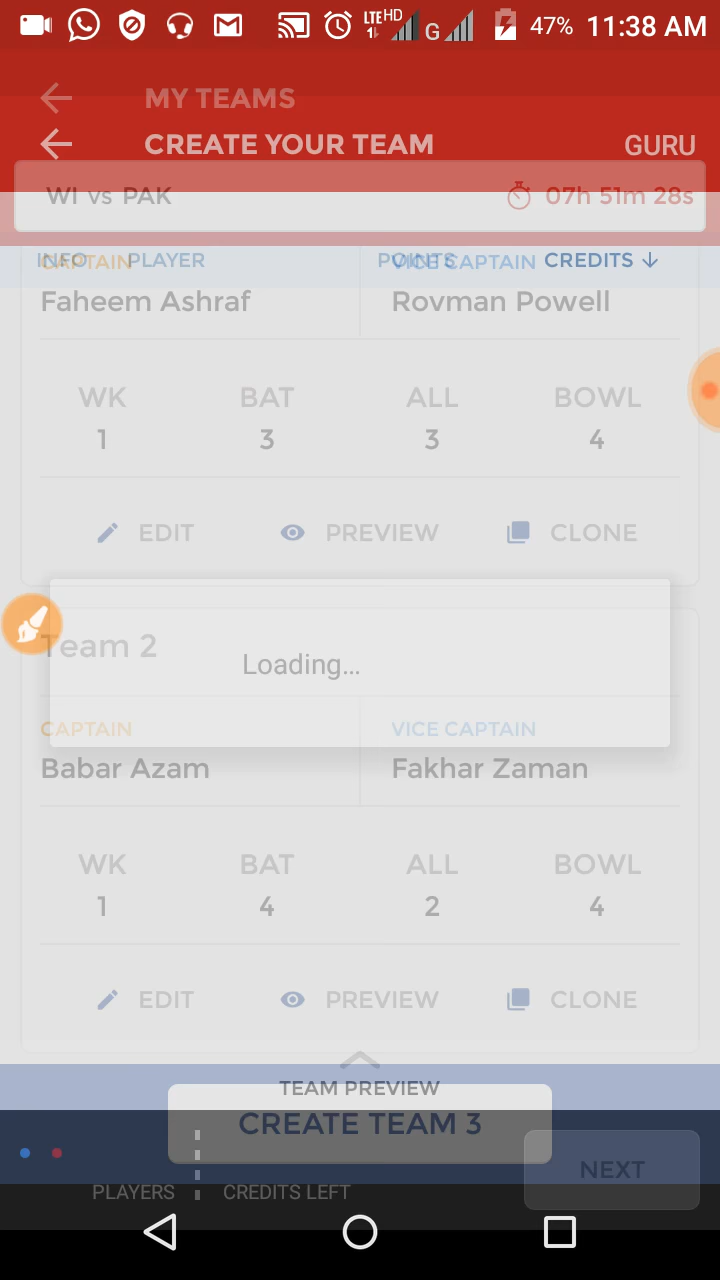 LTE HD G 47% 11:38 AM
MY TEAMS
CREATE YOUR TEAM GURU
WI vs PAK 07h 51m 28s
INFO PLAYER POINTS CREDITS
CAPTAIN VICE CAPTAIN
Faheem Ashraf Rovman Powell
WK BAT ALL BOWL
1 3 3 4
EDIT PREVIEW CLONE
Team 2
Loading...
CAPTAIN VICE CAPTAIN
Babar Azam Fakhar Zaman
WK BAT ALL BOWL
1 4 2 4
EDIT PREVIEW CLONE
TEAM PREVIEW
CREATE TEAM 3
NEXT
PLAYERS CREDITS LEFT